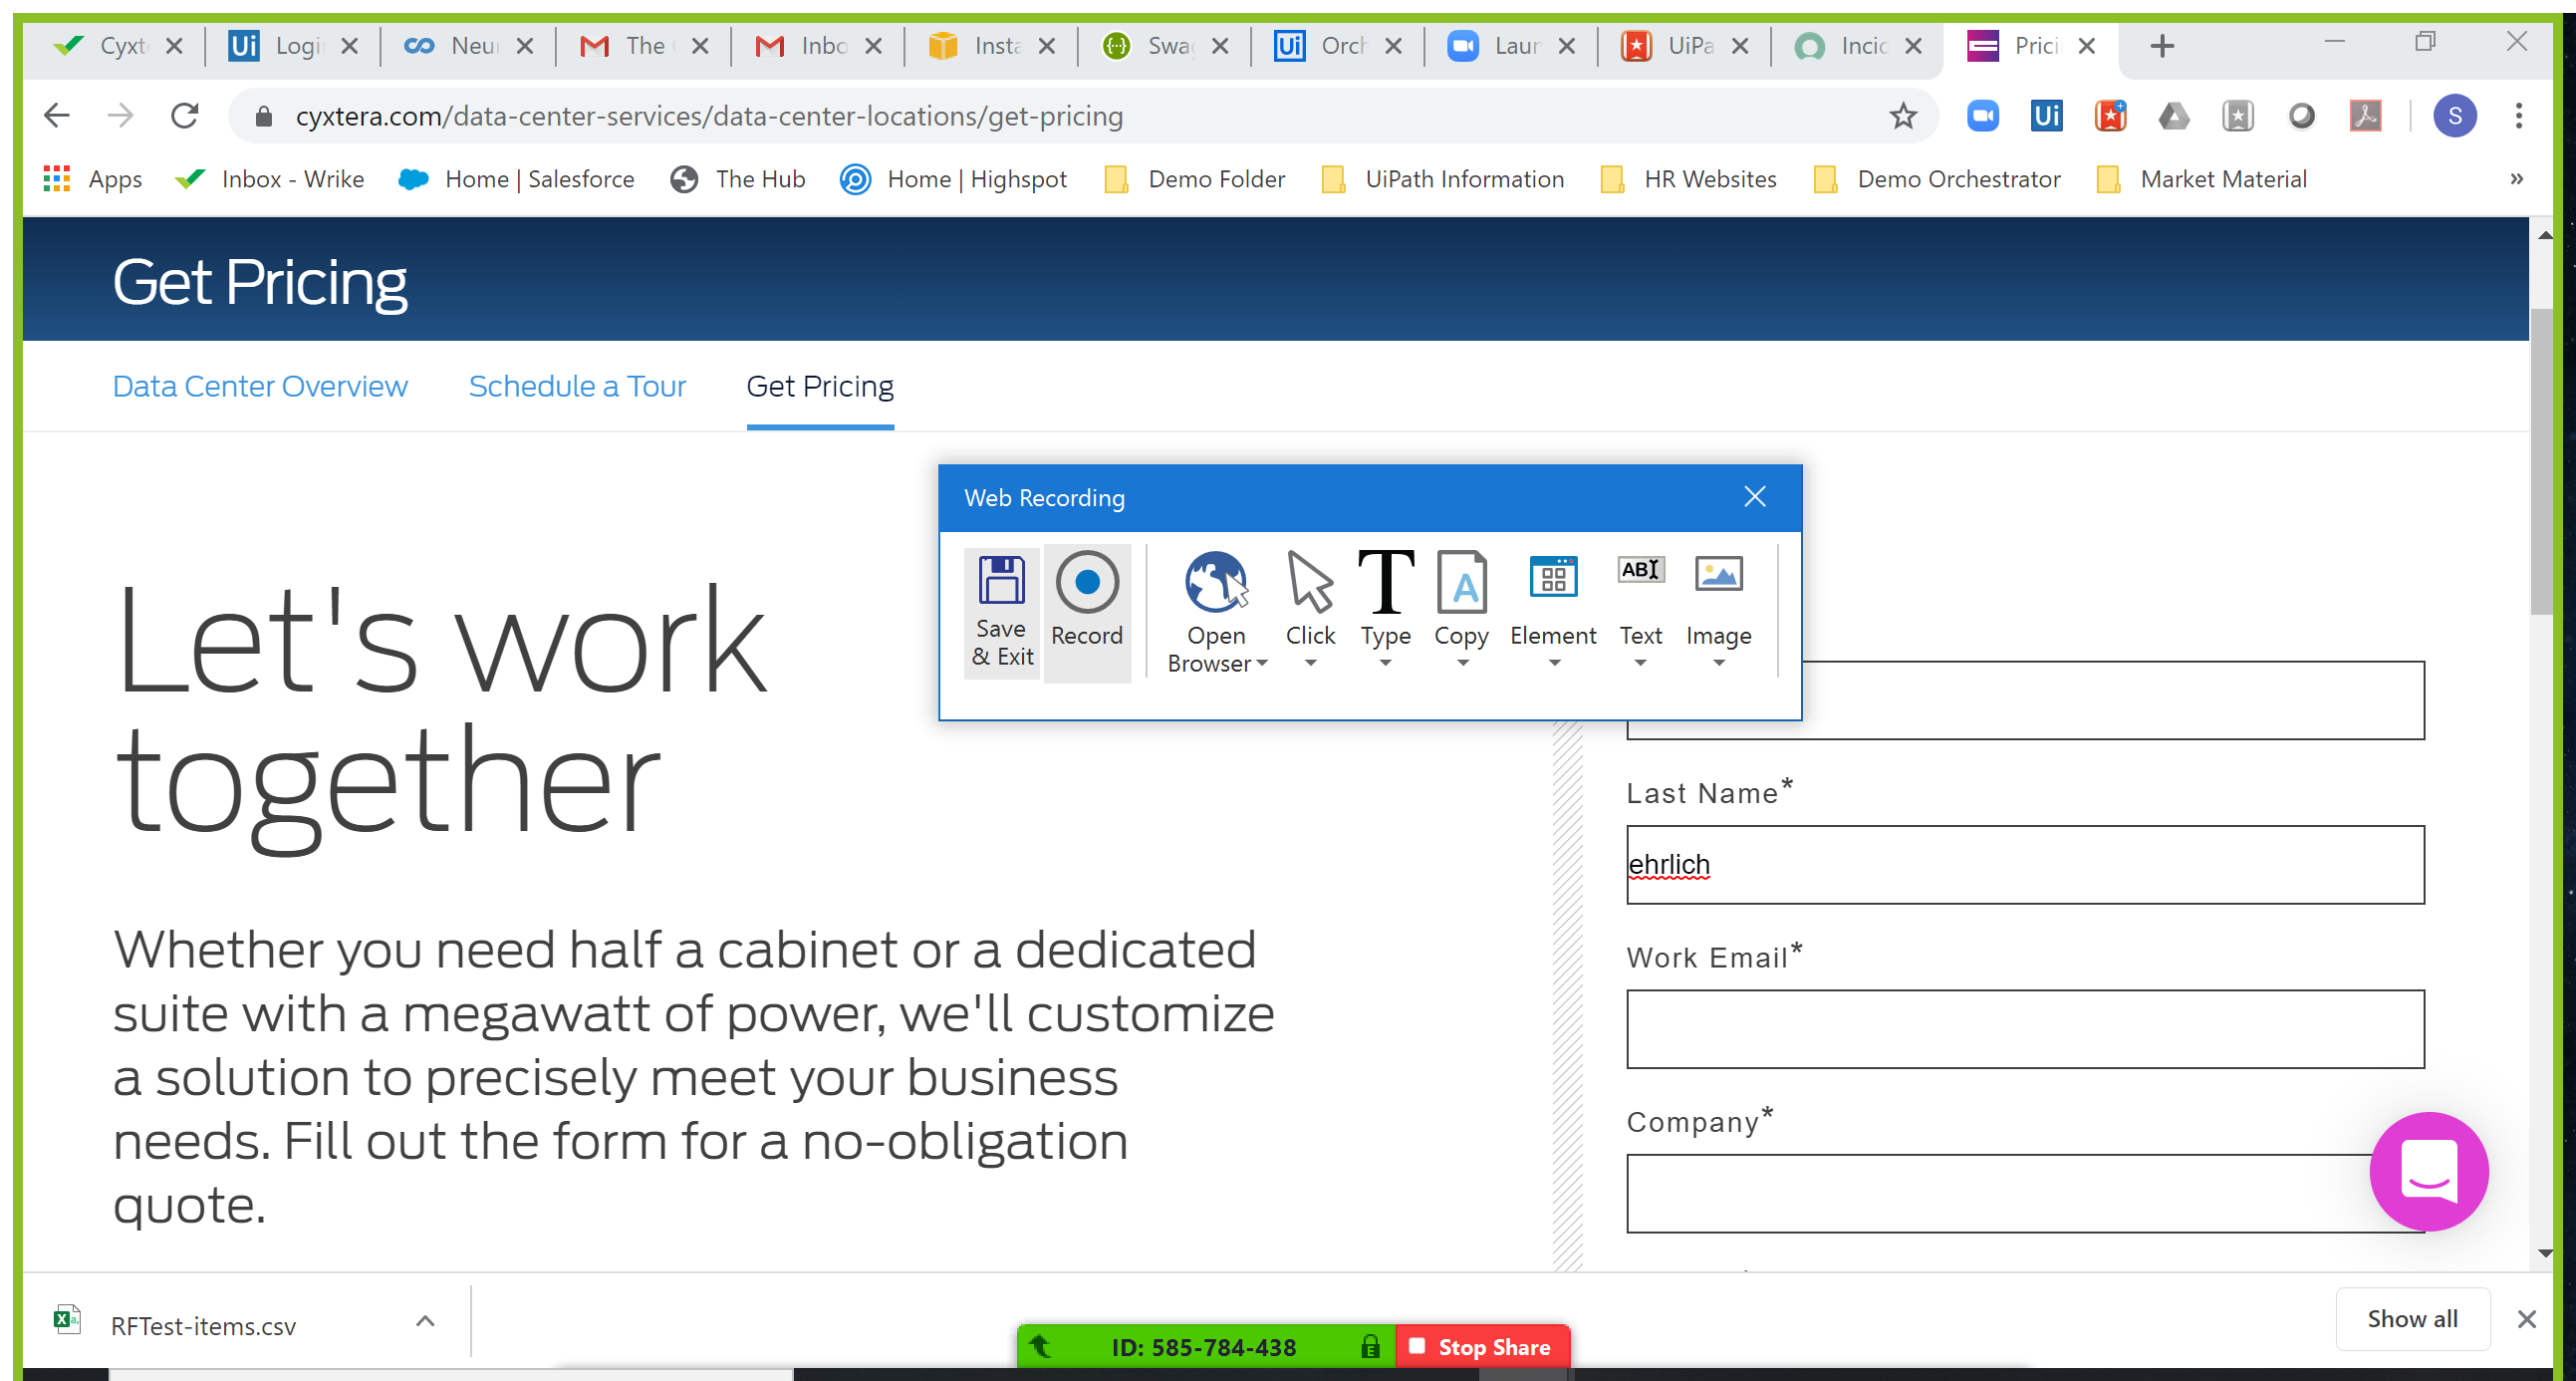 Cyxt Logi Neur The Inbo Insta Swag Orch Laun UiPa Incid Prici
cyxtera.com/data-center-services/data-center-locations/get-pricing
Ui S
Apps Inbox - Wrike Home | Salesforce The Hub Home | Highspot Demo Folder UiPath Information HR Websites Demo Orchestrator Market Material »
Get Pricing
Data Center Overview Schedule a Tour Get Pricing
Web Recording
Save & Exit
Record
Open Browser
Click
Type
Copy
Element
Text
Image
Let's work
together
Whether you need half a cabinet or a dedicated
suite with a megawatt of power, we'll customize
a solution to precisely meet your business
needs. Fill out the form for a no-obligation
quote.
Last Name*
ehrlich
Work Email*
Company*
RFTest-items.csv
Show all
ID: 585-784-438
Stop Share